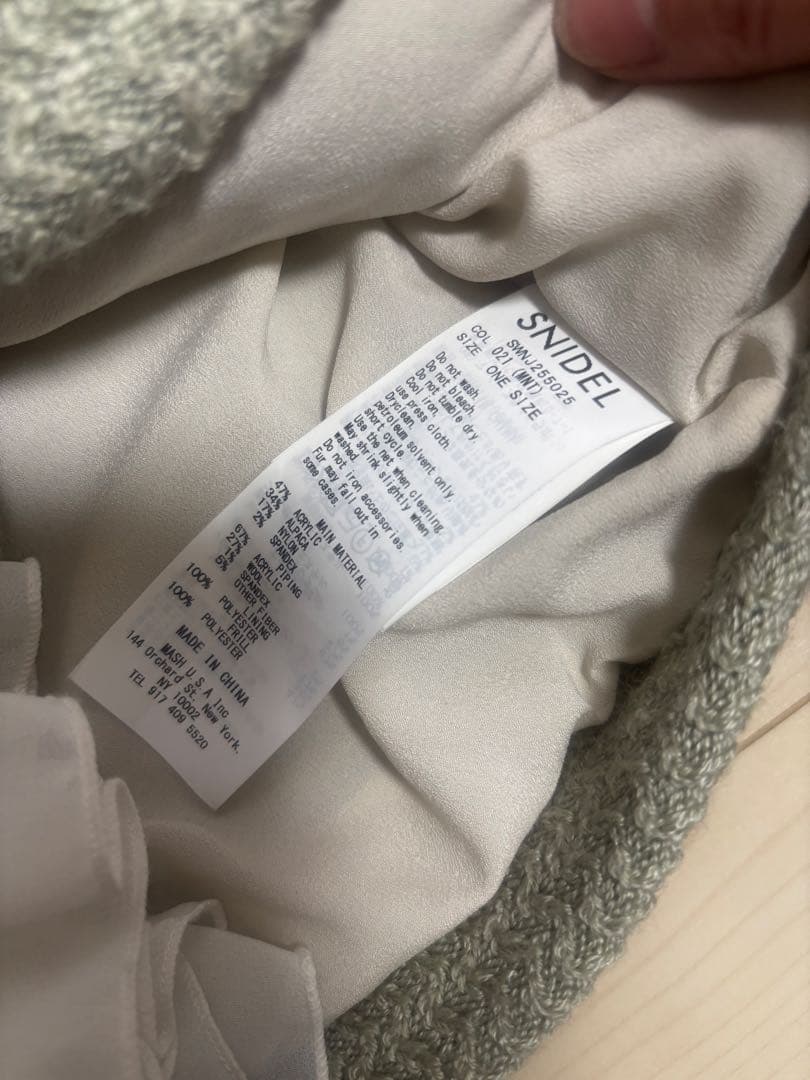 SNIDEL
SWNJ255025
COL 021 (MNT)
SIZE ONE SIZE
Do not wash.
Do not bleach.
Do not tumble dry.
Cool iron.
use press cloth.
Dryclean.
petroleum solvent only.
short cycle.
Use the net when cleaning.
May shrink slightly when
washed.
Do not iron accessories.
Fur may fall out in
some cases.
MAIN MATERIAL
47% ACRYLIC
34% ALPACA
17% NYLON
2% SPANDEX
PIPING
67% ACRYLIC
27% WOOL
1% SPANDEX
5% OTHER FIBER
LINING
100% POLYESTER
FRILL
100% POLYESTER
MADE IN CHINA
MASH U S A Inc
144 Orchard St. New York.
NY 10002
TEL 917 409 5520